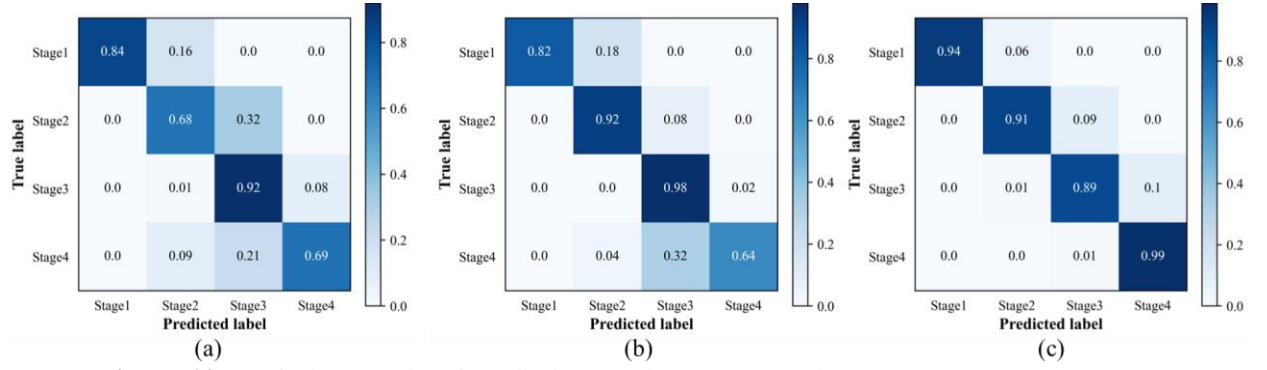 Stage1 0.84 0.16 0.0 0.0
Stage2 0.0 0.68 0.32 0.0
Stage3 0.0 0.01 0.92 0.08
Stage4 0.0 0.09 0.21 0.69
Stage1 Stage2 Stage3 Stage4
Predicted label
True label
0.8
0.6
0.4
0.2
0.0
(a)
Stage1 0.82 0.18 0.0 0.0
Stage2 0.0 0.92 0.08 0.0
Stage3 0.0 0.0 0.98 0.02
Stage4 0.0 0.04 0.32 0.64
Stage1 Stage2 Stage3 Stage4
Predicted label
True label
0.8
0.6
0.4
0.2
0.0
(b)
Stage1 0.94 0.06 0.0 0.0
Stage2 0.0 0.91 0.09 0.0
Stage3 0.0 0.01 0.89 0.1
Stage4 0.0 0.0 0.01 0.99
Stage1 Stage2 Stage3 Stage4
Predicted label
True label
0.8
0.6
0.4
0.2
0.0
(c)